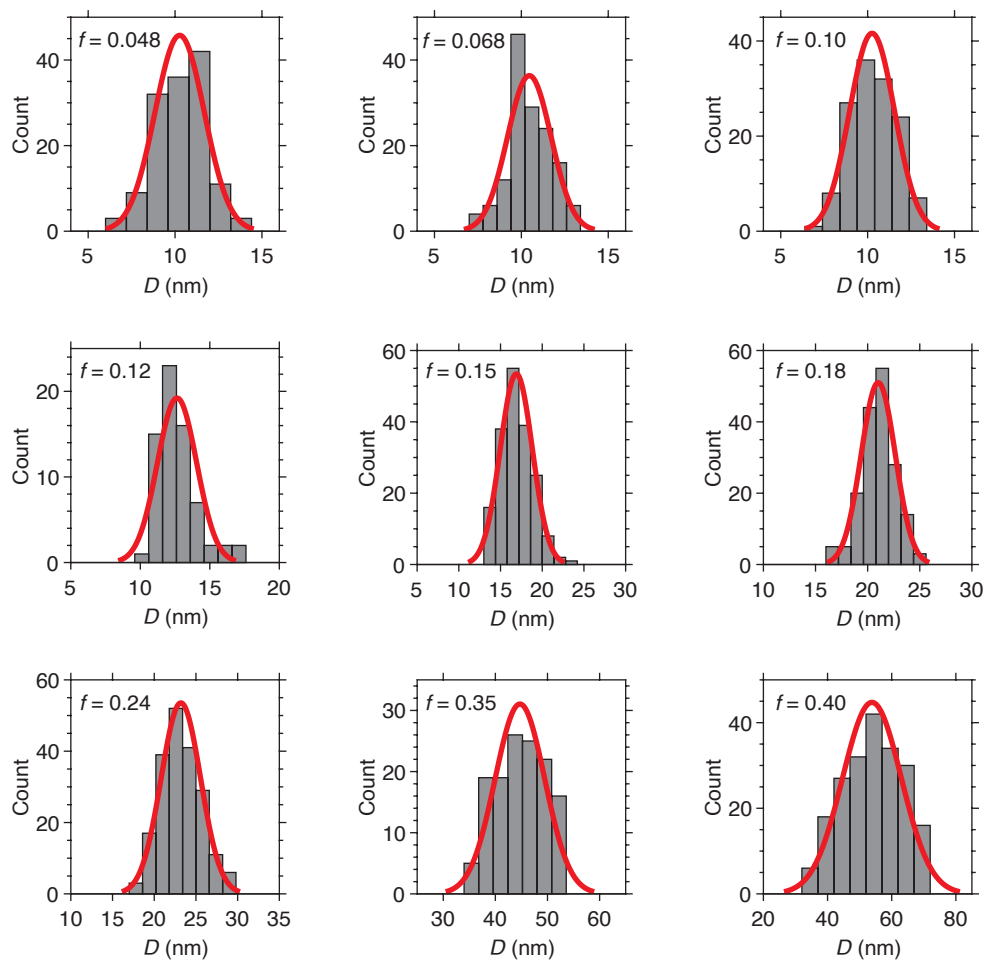 f = 0.048
Count
40
20
0
5 10 15
D (nm)
f = 0.068
Count
40
20
0
5 10 15
D (nm)
f = 0.10
Count
40
20
0
5 10 15
D (nm)
f = 0.12
Count
20
10
0
5 10 15 20
D (nm)
f = 0.15
Count
60
40
20
0
5 10 15 20 25 30
D (nm)
f = 0.18
Count
60
40
20
0
10 15 20 25 30
D (nm)
f = 0.24
Count
60
40
20
0
10 15 20 25 30 35
D (nm)
f = 0.35
Count
30
20
10
0
30 40 50 60
D (nm)
f = 0.40
Count
40
20
0
20 40 60 80
D (nm)